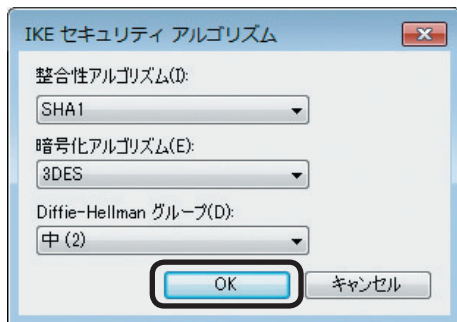 IKE セキュリティ アルゴリズム
整合性アルゴリズム(I):
SHA1
暗号化アルゴリズム(E):
3DES
Diffie-Hellman グループ(D):
中 (2)
OK キャンセル